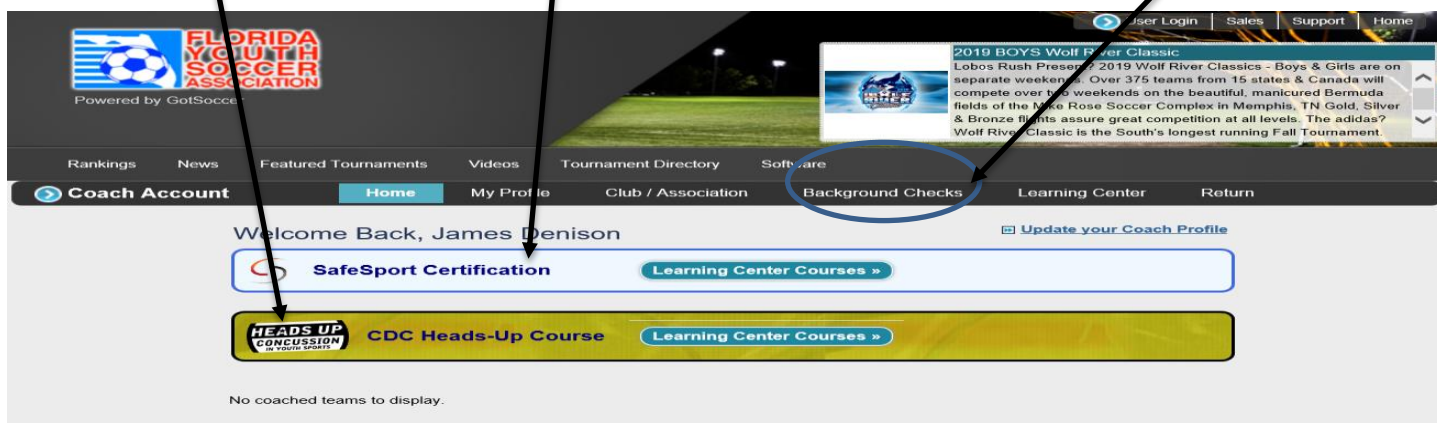 FLORIDA
YOUTH
SOCCER
ASSOCIATION
Powered by GotSoccer
User Login Sales Support Home
2019 BOYS Wolf River Classic
Lobos Rush Presents? 2019 Wolf River Classics - Boys & Girls are on
separate weekends. Over 375 teams from 15 states & Canada will
compete over two weekends on the beautiful, manicured Bermuda
fields of the Mike Rose Soccer Complex in Memphis, TN Gold, Silver
& Bronze flights assure great competition at all levels. The adidas?
Wolf River Classic is the South's longest running Fall Tournament.
Rankings News Featured Tournaments Videos Tournament Directory Software
Coach Account Home My Profile Club / Association Background Checks Learning Center Return
Welcome Back, James Denison
Update your Coach Profile
SafeSport Certification Learning Center Courses »
HEADS UP
CONCUSSION
IN YOUTH SPORTS
CDC Heads-Up Course Learning Center Courses »
No coached teams to display.